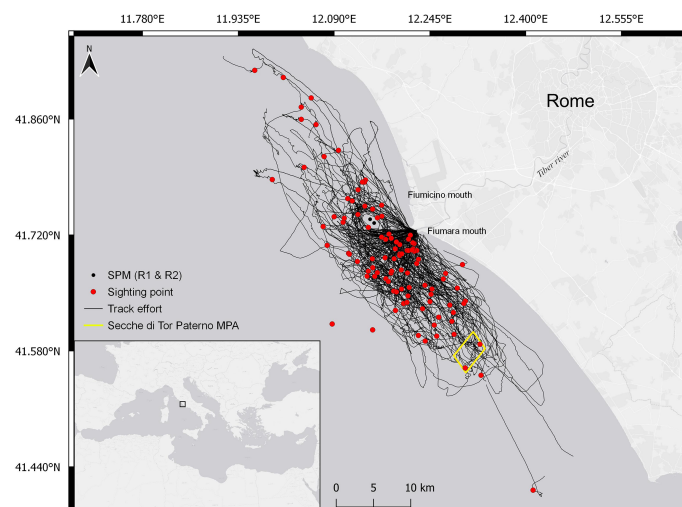 11.780°E 11.935°E 12.090°E 12.245°E 12.400°E 12.555°E
N
41.860°N
Rome
Tiber river
Fiumicino mouth
41.720°N
Fiumara mouth
SPM (R1 & R2)
Sighting point
Track effort
Secche di Tor Paterno MPA
41.580°N
41.440°N
0 5 10 km